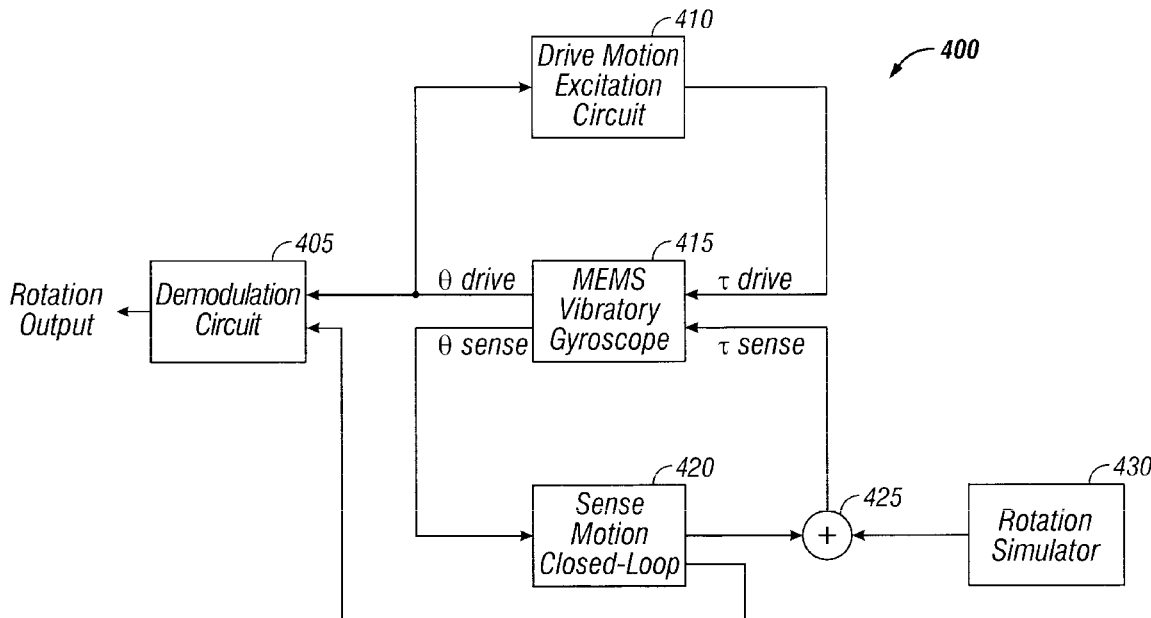 410
Drive Motion
Excitation
Circuit
400
405
Demodulation
Circuit
Rotation
Output
θ drive
θ sense
415
MEMS
Vibratory
Gyroscope
τ drive
τ sense
420
Sense
Motion
Closed-Loop
425
+
430
Rotation
Simulator